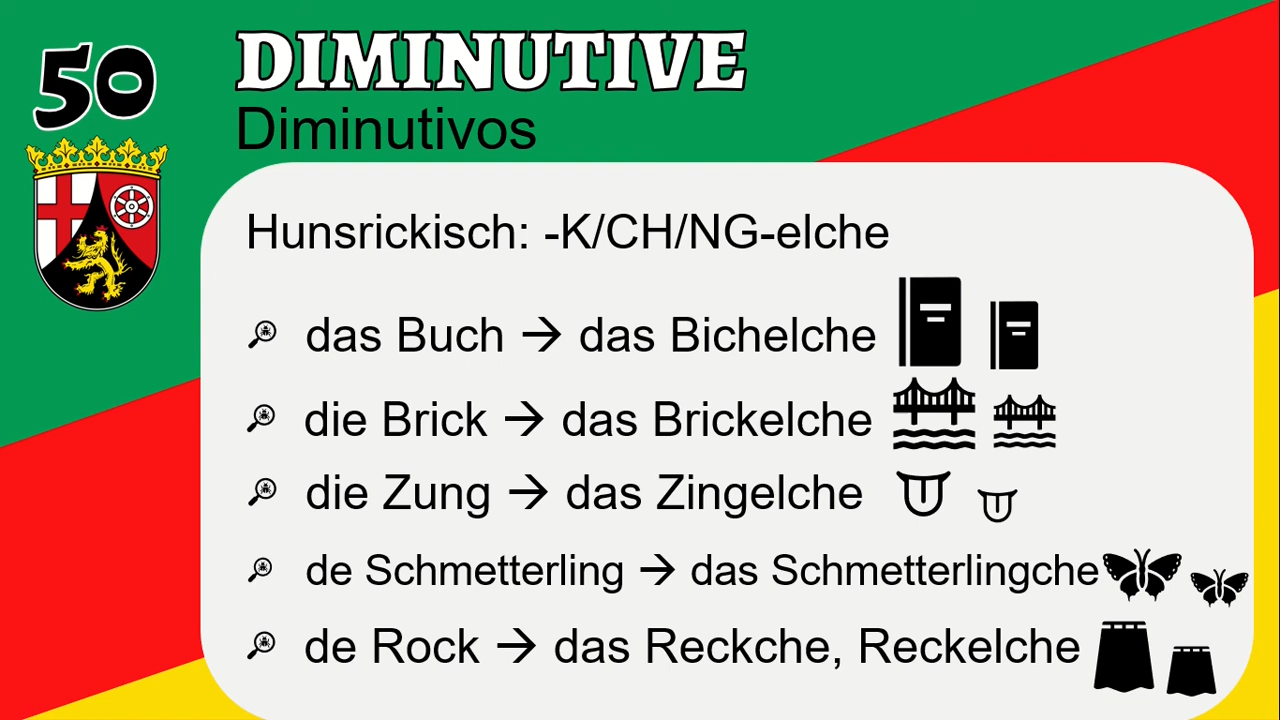 50
DIMINUTIVE
Diminutivos
Hunsrickisch: -K/CH/NG-elche
das Buch → das Bichelche
die Brick → das Brickelche
die Zung → das Zingelche
de Schmetterling → das Schmetterlingche
de Rock → das Reckche, Reckelche